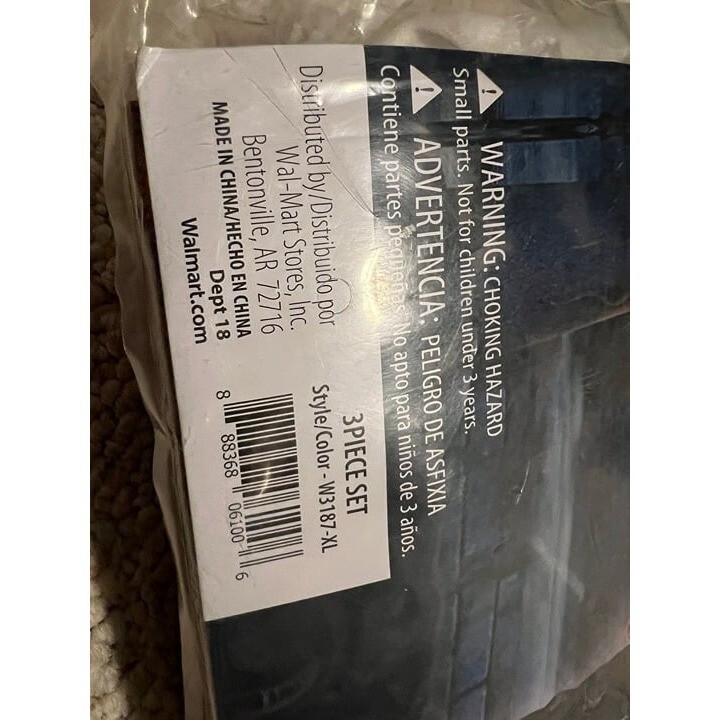 WARNING: CHOKING HAZARD
Small parts. Not for children under 3 years.
ADVERTENCIA: PELIGRO DE ASFIXIA
Contiene partes pequeñas. No apto para niños de 3 años.
Distributed by/Distribuido por
Wal-Mart Stores, Inc.
Bentonville, AR 72716
MADE IN CHINA/HECHO EN CHINA
Dept 18
Walmart.com
3PIECE SET
Style/Color - W3187-XL
8 88368 06100 6